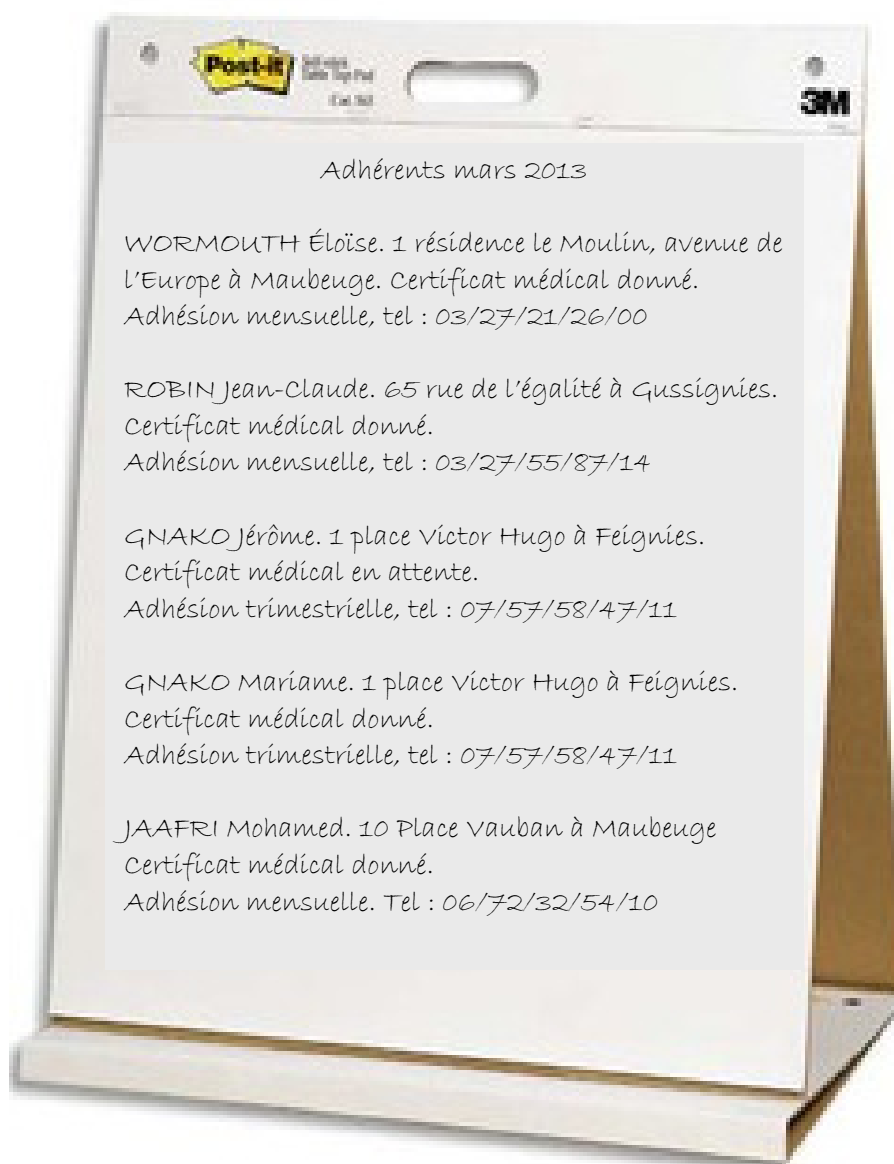 Post-it
3M
Adhérents mars 2013
WORMOUTH Éloïse. 1 résidence le Moulin, avenue de
l'Europe à Maubeuge. Certificat médical donné.
Adhésion mensuelle, tel : 03/27/21/26/00
ROBIN Jean-Claude. 65 rue de l'égalité à Gussignies.
Certificat médical donné.
Adhésion mensuelle, tel : 03/27/55/87/14
GNAKO Jérôme. 1 place Victor Hugo à Feignies.
Certificat médical en attente.
Adhésion trimestrielle, tel : 07/57/58/47/11
GNAKO Mariame. 1 place Victor Hugo à Feignies.
Certificat médical donné.
Adhésion trimestrielle, tel : 07/57/58/47/11
JAAFRI Mohamed. 10 Place Vauban à Maubeuge
Certificat médical donné.
Adhésion mensuelle. Tel : 06/72/32/54/10